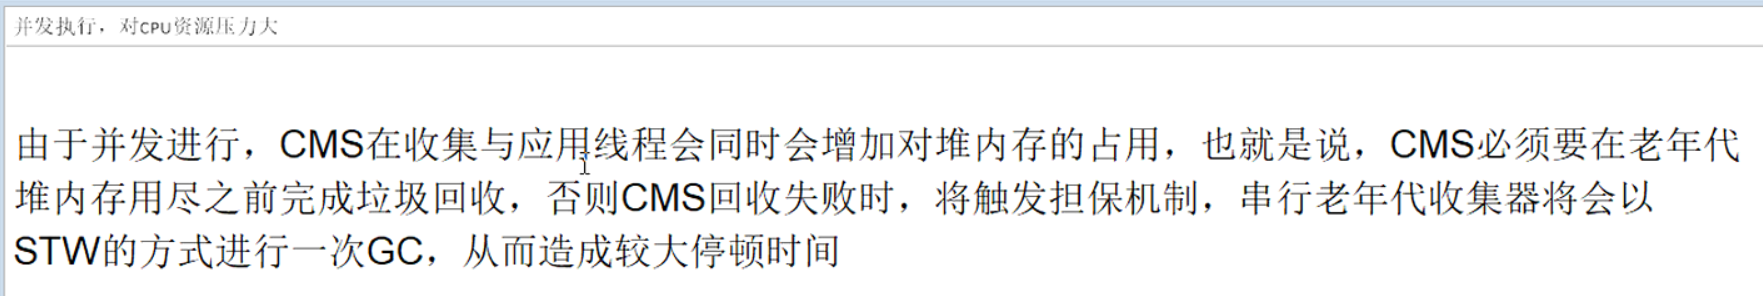 并发执行，对CPU资源压力大
由于并发进行，CMS在收集与应用线程会同时会增加对堆内存的占用，也就是说，CMS必须要在老年代
堆内存用尽之前完成垃圾回收，否则CMS回收失败时，将触发担保机制，串行老年代收集器将会以
STW的方式进行一次GC，从而造成较大停顿时间